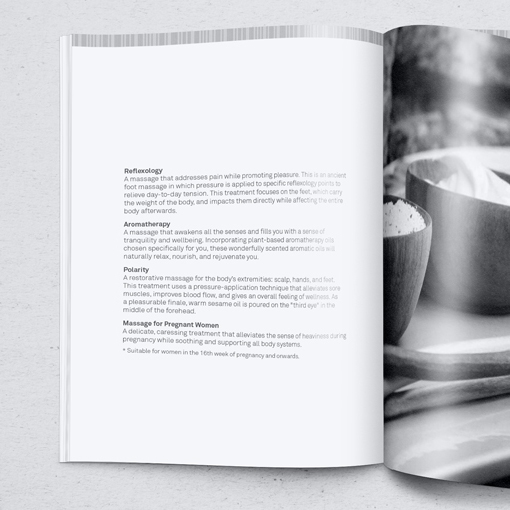 Reflexology
A massage that addresses pain while promoting pleasure. This is an ancient
foot massage in which pressure is applied to specific reflexology points to
relieve day-to-day tension. This treatment focuses on the feet, which carry
the weight of the body, and impacts them directly while affecting the entire
body afterwards.
Aromatherapy
A massage that awakens all the senses and fills you with a sense of
tranquility and wellbeing. Incorporating plant-based aromatherapy oils
chosen specifically for you, these wonderfully scented aromatic oils will
naturally relax, nourish, and rejuvenate you.
Polarity
A restorative massage for the body's extremities: scalp, hands, and feet.
This treatment uses a pressure-application technique that alleviates sore
muscles, improves blood flow, and gives an overall feeling of wellness. As
a pleasurable finale, warm sesame oil is poured on the "third eye" in the
middle of the forehead.
Massage for Pregnant Women
A delicate, caressing treatment that alleviates the sense of heaviness during
pregnancy while soothing and supporting all body systems.
* Suitable for women in the 16th week of pregnancy and onwards.